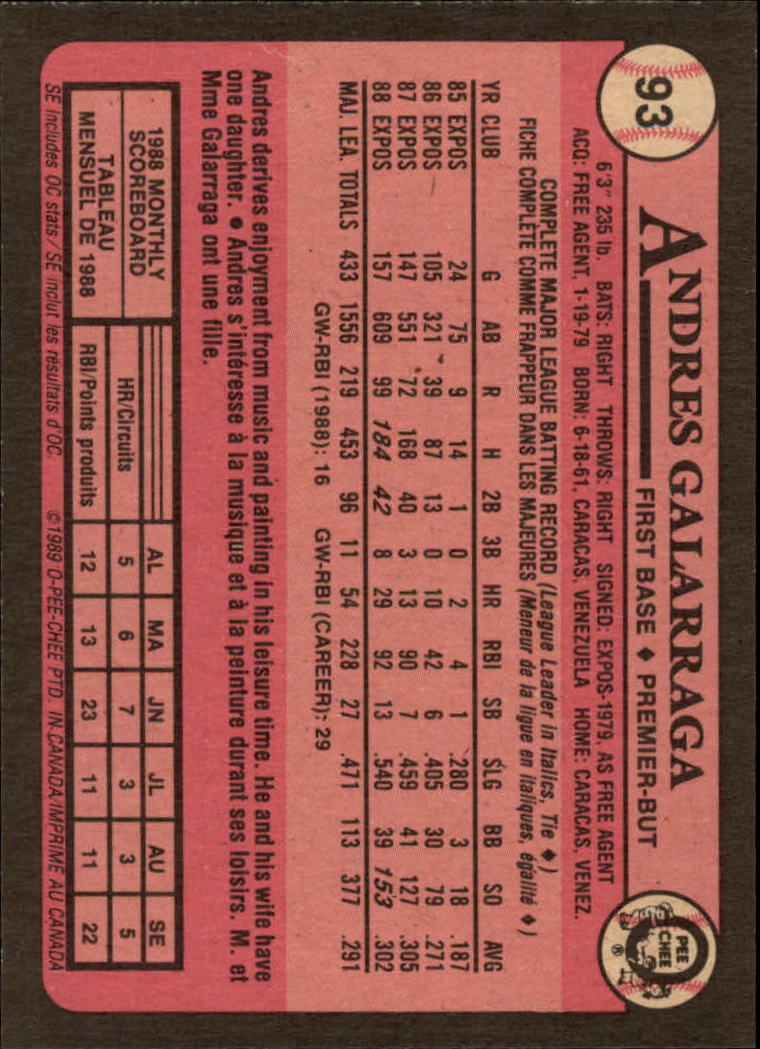 93
ANDRES GALARRAGA
FIRST BASE ♦ PREMIER-BUT
O PEE CHEE ®
6'3" 235 lb. BATS: RIGHT THROWS: RIGHT SIGNED: EXPOS-1979, AS FREE AGENT
ACQ: FREE AGENT, 1-19-79 BORN: 6-18-61, CARACAS, VENEZUELA HOME: CARACAS, VENEZ.
COMPLETE MAJOR LEAGUE BATTING RECORD (League Leader in Italics, Tie ♦)
FICHE COMPLETE COMME FRAPPEUR DANS LES MAJEURES (Meneur de la ligue en italiques, égalité ♦)
YR CLUB G AB R H 2B 3B HR RBI SB SLG BB SO AVG
85 EXPOS 24 75 9 14 1 0 2 4 1 .280 3 18 .187
86 EXPOS 105 321 39 87 13 0 10 42 6 .405 30 79 .271
87 EXPOS 147 551 72 168 40 3 13 90 7 .459 41 127 .305
88 EXPOS 157 609 99 184 42 8 29 92 13 .540 39 153 .302
MAJ. LEA. TOTALS 433 1556 219 453 96 11 54 228 27 .471 113 377 .291
GW-RBI (1988): 16 GW-RBI (CAREER): 29
Andres derives enjoyment from music and painting in his leisure time. He and his wife have
one daughter. ● Andres s'intéresse à la musique et à la peinture durant ses loisirs. M. et
Mme Galarraga ont une fille.
1988 MONTHLY SCOREBOARD
TABLEAU MENSUEL DE 1988
AL MA JN JL AU SE
HR/Circuits 5 6 7 3 3 5
RBI/Points produits 12 13 23 11 11 22
SE includes OC stats/SE inclut les résultats d'OC. ©1989 O-PEE-CHEE PTD. IN CANADA/IMPRIMÉ AU CANADA